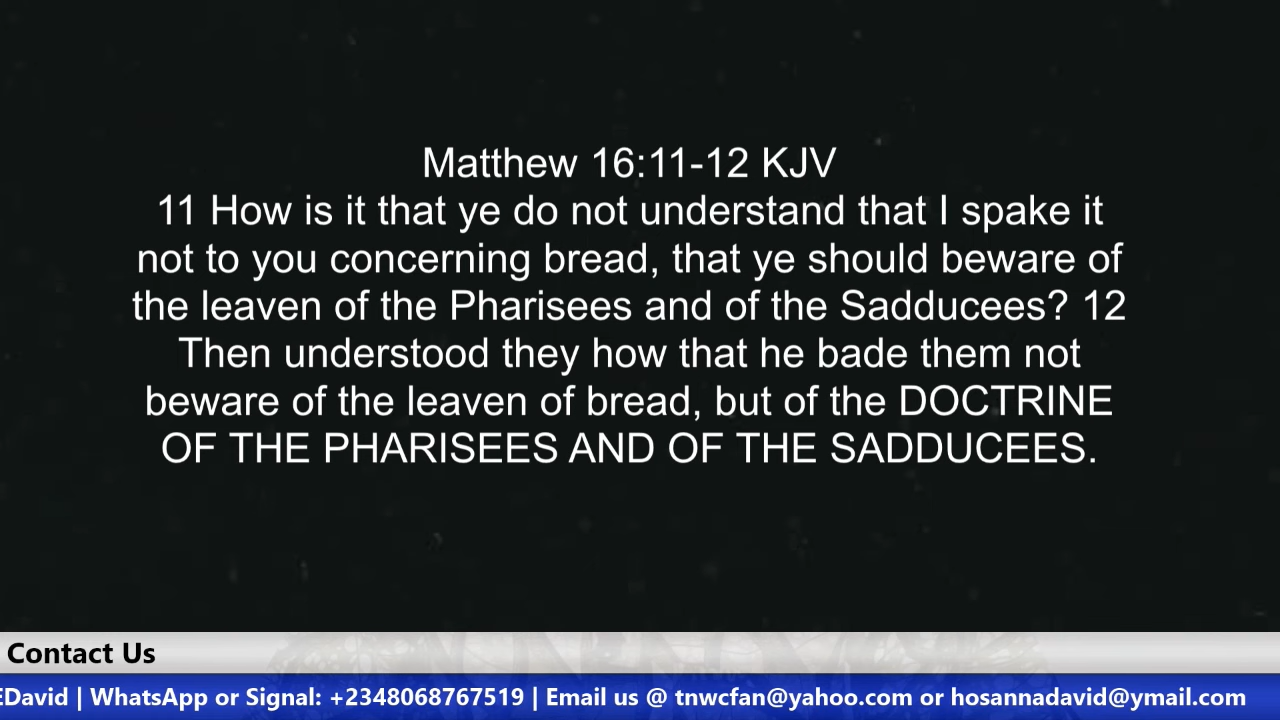 Matthew 16:11-12 KJV
11 How is it that ye do not understand that I spake it
not to you concerning bread, that ye should beware of
the leaven of the Pharisees and of the Sadducees? 12
Then understood they how that he bade them not
beware of the leaven of bread, but of the DOCTRINE
OF THE PHARISEES AND OF THE SADDUCEES.
Contact Us
EDavid | WhatsApp or Signal: +2348068767519 | Email us @ tnwcfan@yahoo.com or hosannadavid@ymail.com